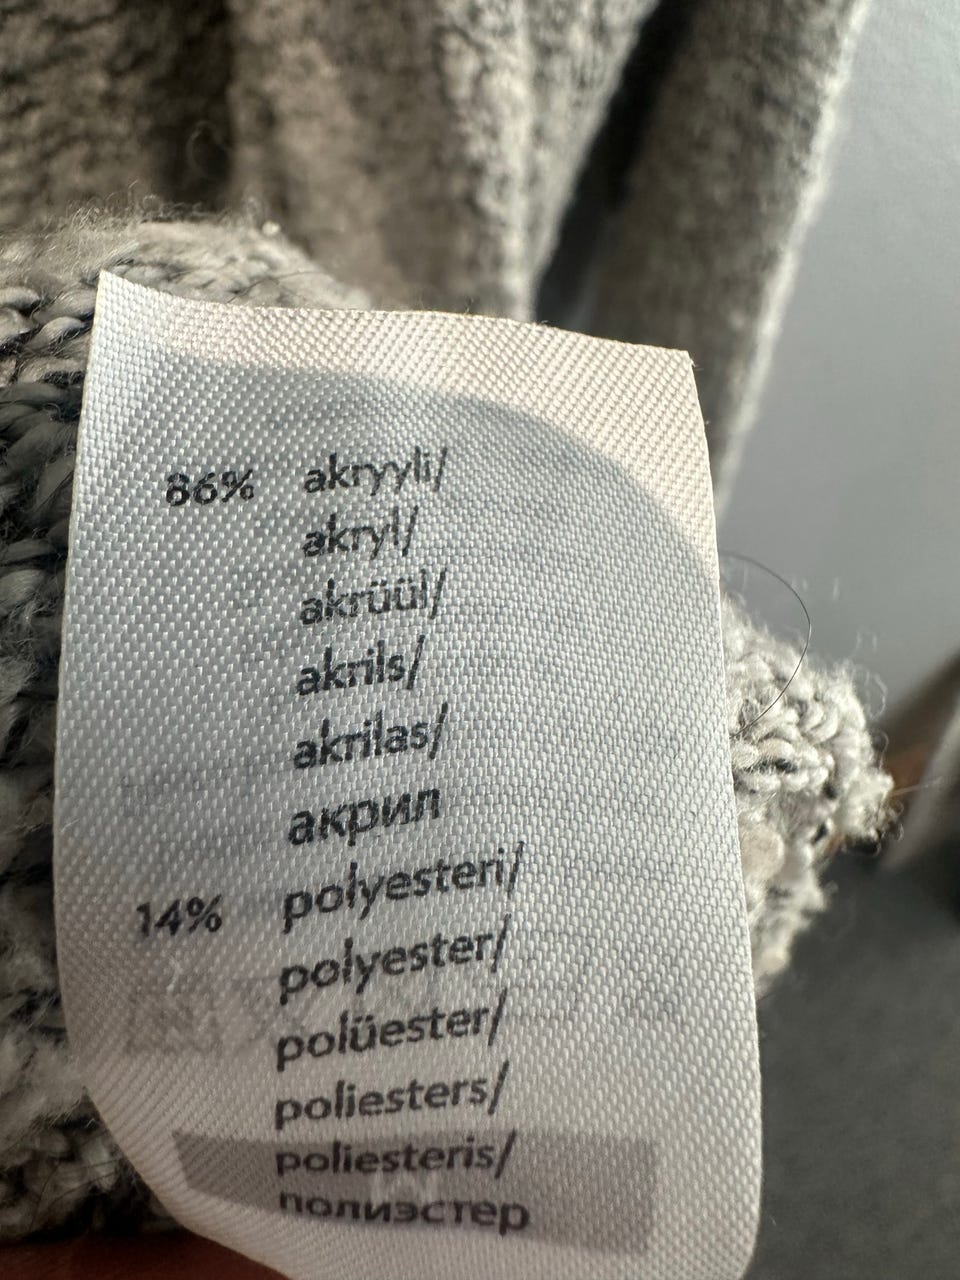 86% akryyli/
akryl/
akrüül/
akrils/
akrilas/
акрил
14% polyesteri/
polyester/
polüester/
poliesters/
poliesteris/
полиэстер